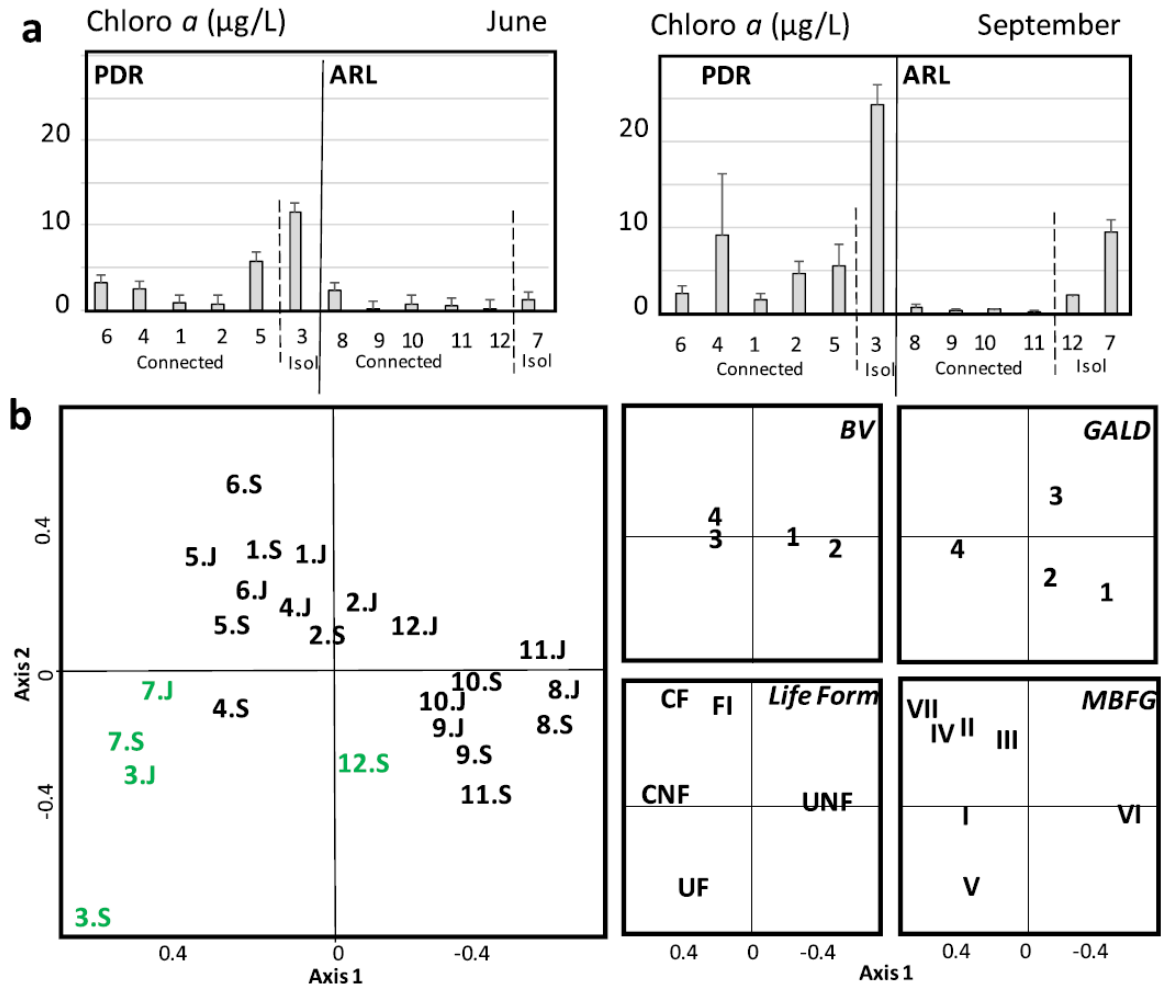 a
Chloro a (µg/L) June
PDR ARL
20
10
0
6 4 1 2 5 3 8 9 10 11 12 7
Connected Isol Connected Isol
Chloro a (µg/L) September
PDR ARL
20
10
0
6 4 1 2 5 3 8 9 10 11 12 7
Connected Isol Connected Isol
b
6.S
5.J 1.S 1.J
6.J 4.J 2.J
5.S 2.S 12.J
11.J
7.J 4.S 10.S 8.J
10.J
7.S 9.J 8.S
3.J 12.S 9.S
11.S
3.S
0.4
0
-0.4
Axis 2
0.4 0 -0.4
Axis 1
BV
4
3 1 2
GALD
3
4
2 1
Life Form
CF FI
CNF UNF
UF
MBFG
VII
IV II III
I VI
V
0.4 0 -0.4 0.4 0 -0.4
Axis 1